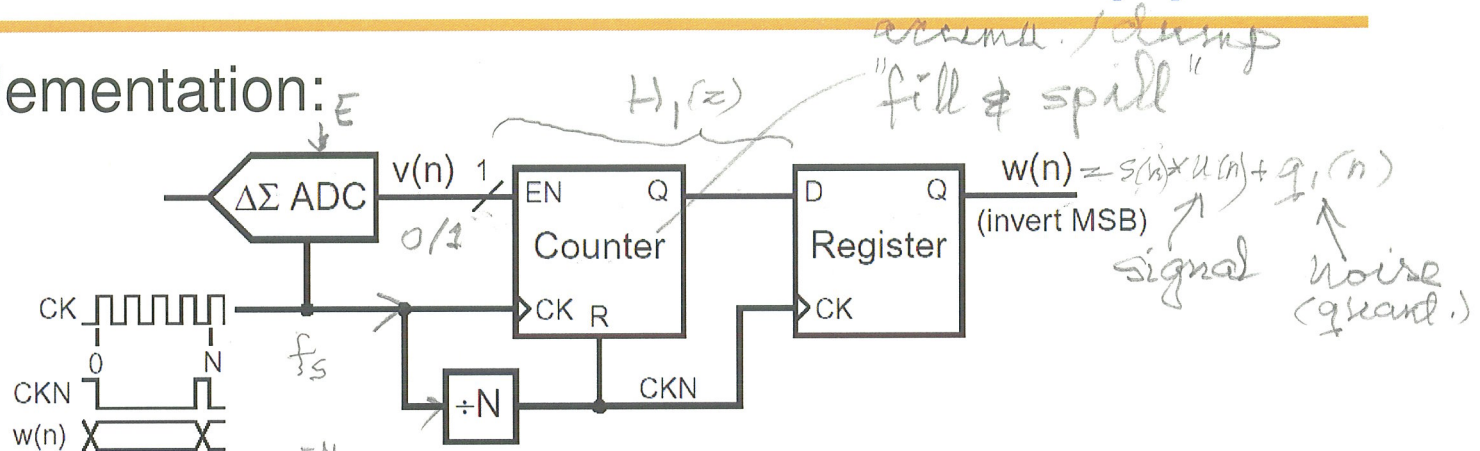 accumu. / dump
ementation:
E
H₁(z)
"fill & spill"
ΔΣ ADC
v(n)
1
0/1
EN
Q
Counter
CK
R
D
Q
Register
CK
w(n) = s(n)*u(n)+q₁(n)
(invert MSB)
signal
noise
(quant.)
CK
0
N
fs
CKN
w(n)
÷N
CKN